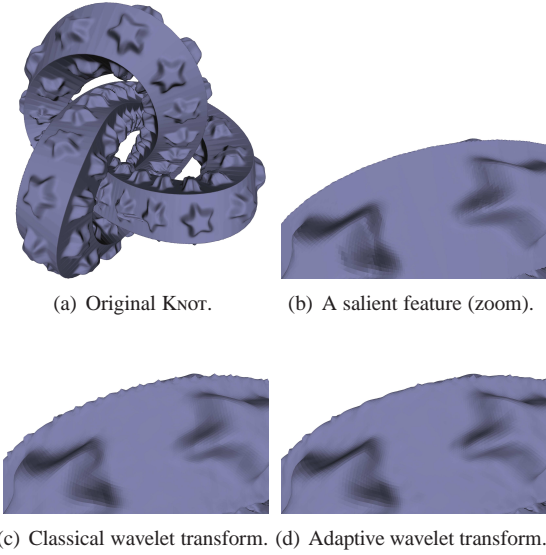 (a) Original KNOT.
(b) A salient feature (zoom).
(c) Classical wavelet transform.
(d) Adaptive wavelet transform.